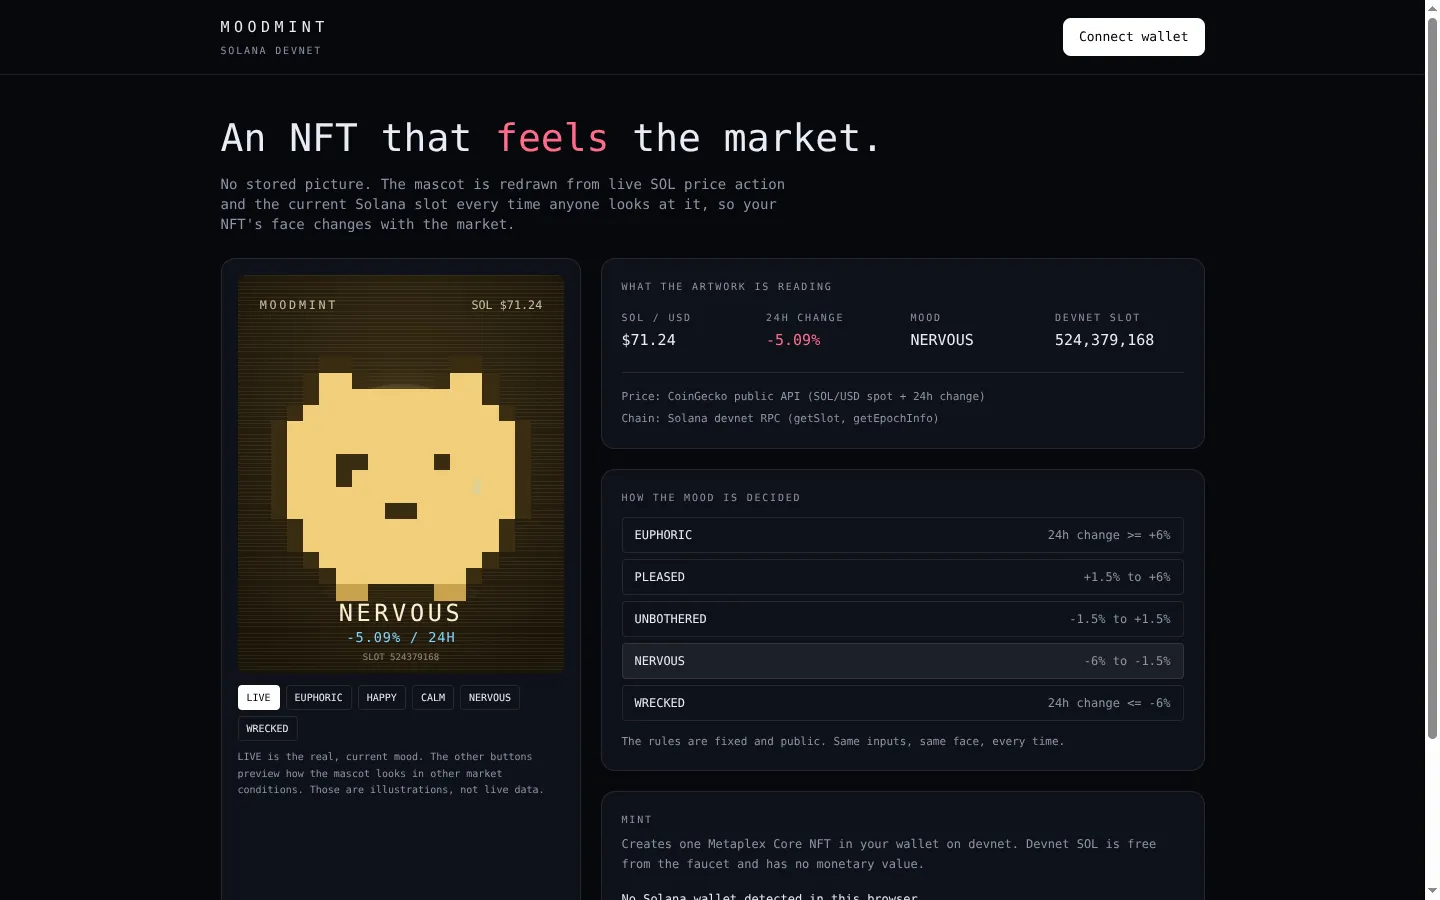 MOODMINT
SOLANA DEVNET
Connect wallet
An NFT that feels the market.
No stored picture. The mascot is redrawn from live SOL price action
and the current Solana slot every time anyone looks at it, so your
NFT's face changes with the market.
MOODMINT
SOL $71.24
NERVOUS
-5.09% / 24H
SLOT 524379168
LIVE
EUPHORIC
HAPPY
CALM
NERVOUS
WRECKED
LIVE is the real, current mood. The other buttons
preview how the mascot looks in other market
conditions. Those are illustrations, not live data.
WHAT THE ARTWORK IS READING
SOL / USD
$71.24
24H CHANGE
-5.09%
MOOD
NERVOUS
DEVNET SLOT
524,379,168
Price: CoinGecko public API (SOL/USD spot + 24h change)
Chain: Solana devnet RPC (getSlot, getEpochInfo)
HOW THE MOOD IS DECIDED
EUPHORIC 24h change >= +6%
PLEASED +1.5% to +6%
UNBOTHERED -1.5% to +1.5%
NERVOUS -6% to -1.5%
WRECKED 24h change <= -6%
The rules are fixed and public. Same inputs, same face, every time.
MINT
Creates one Metaplex Core NFT in your wallet on devnet. Devnet SOL is free
from the faucet and has no monetary value.
No Solana wallet detected in this browser